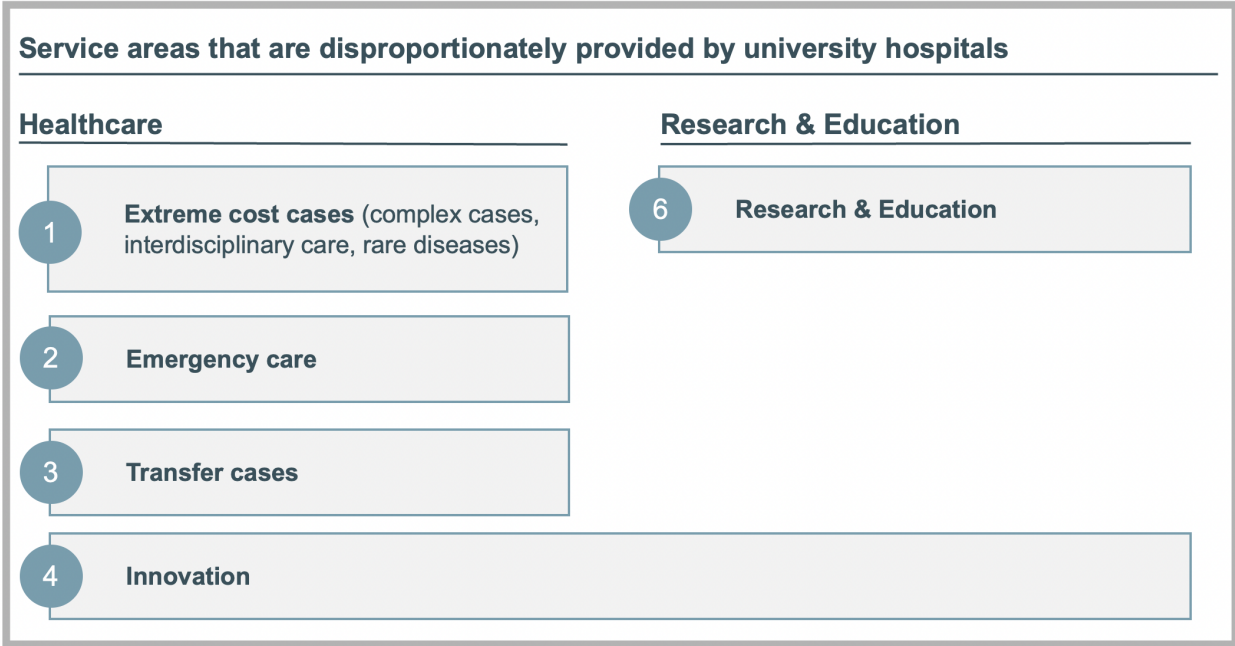 Service areas that are disproportionately provided by university hospitals
Healthcare
1
Extreme cost cases (complex cases,
interdisciplinary care, rare diseases)
2
Emergency care
3
Transfer cases
4
Innovation
Research & Education
6
Research & Education